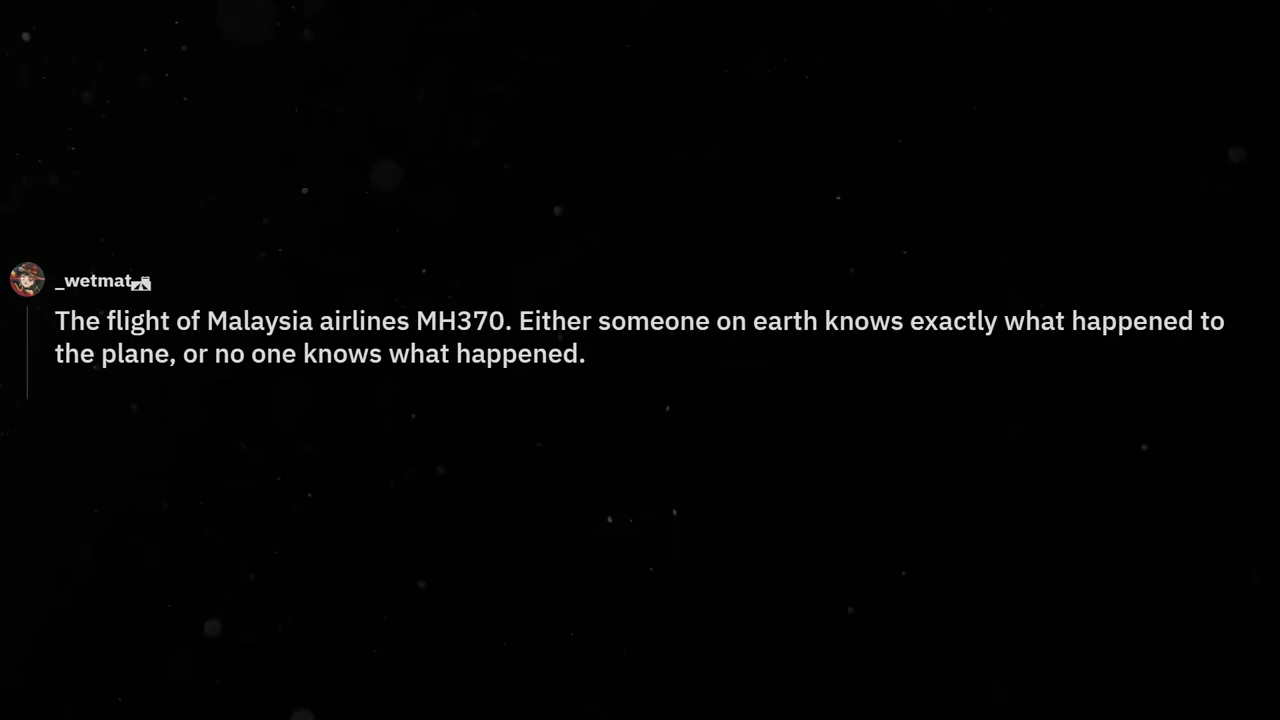 _wetmat
The flight of Malaysia airlines MH370. Either someone on earth knows exactly what happened to
the plane, or no one knows what happened.